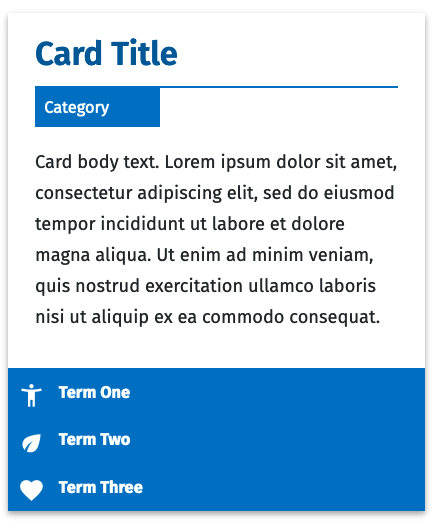 Card Title
Category
Card body text. Lorem ipsum dolor sit amet,
consectetur adipiscing elit, sed do eiusmod
tempor incididunt ut labore et dolore
magna aliqua. Ut enim ad minim veniam,
quis nostrud exercitation ullamco laboris
nisi ut aliquip ex ea commodo consequat.
Term One
Term Two
Term Three